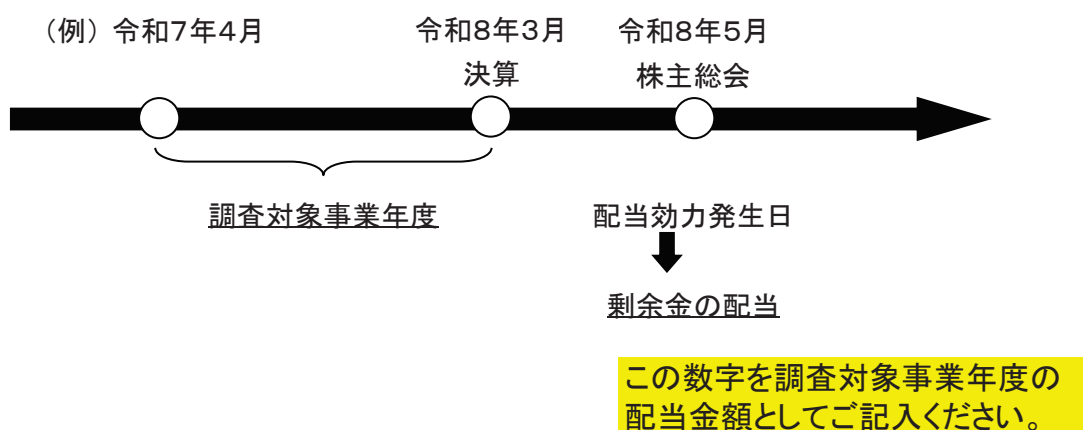 （例）令和7年4月
令和8年3月
決算
令和8年5月
株主総会
調査対象事業年度
配当効力発生日
剰余金の配当
この数字を調査対象事業年度の
配当金額としてご記入ください。